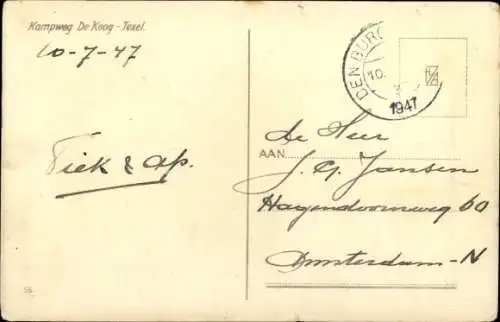 Kampweg De Koog - Texel.
10-7-47
Tiek & Ap.
DEN BURG
10.
1947
de Heer
AAN
J. G. Jansen
Hagendoornweg 60
Amsterdam-N